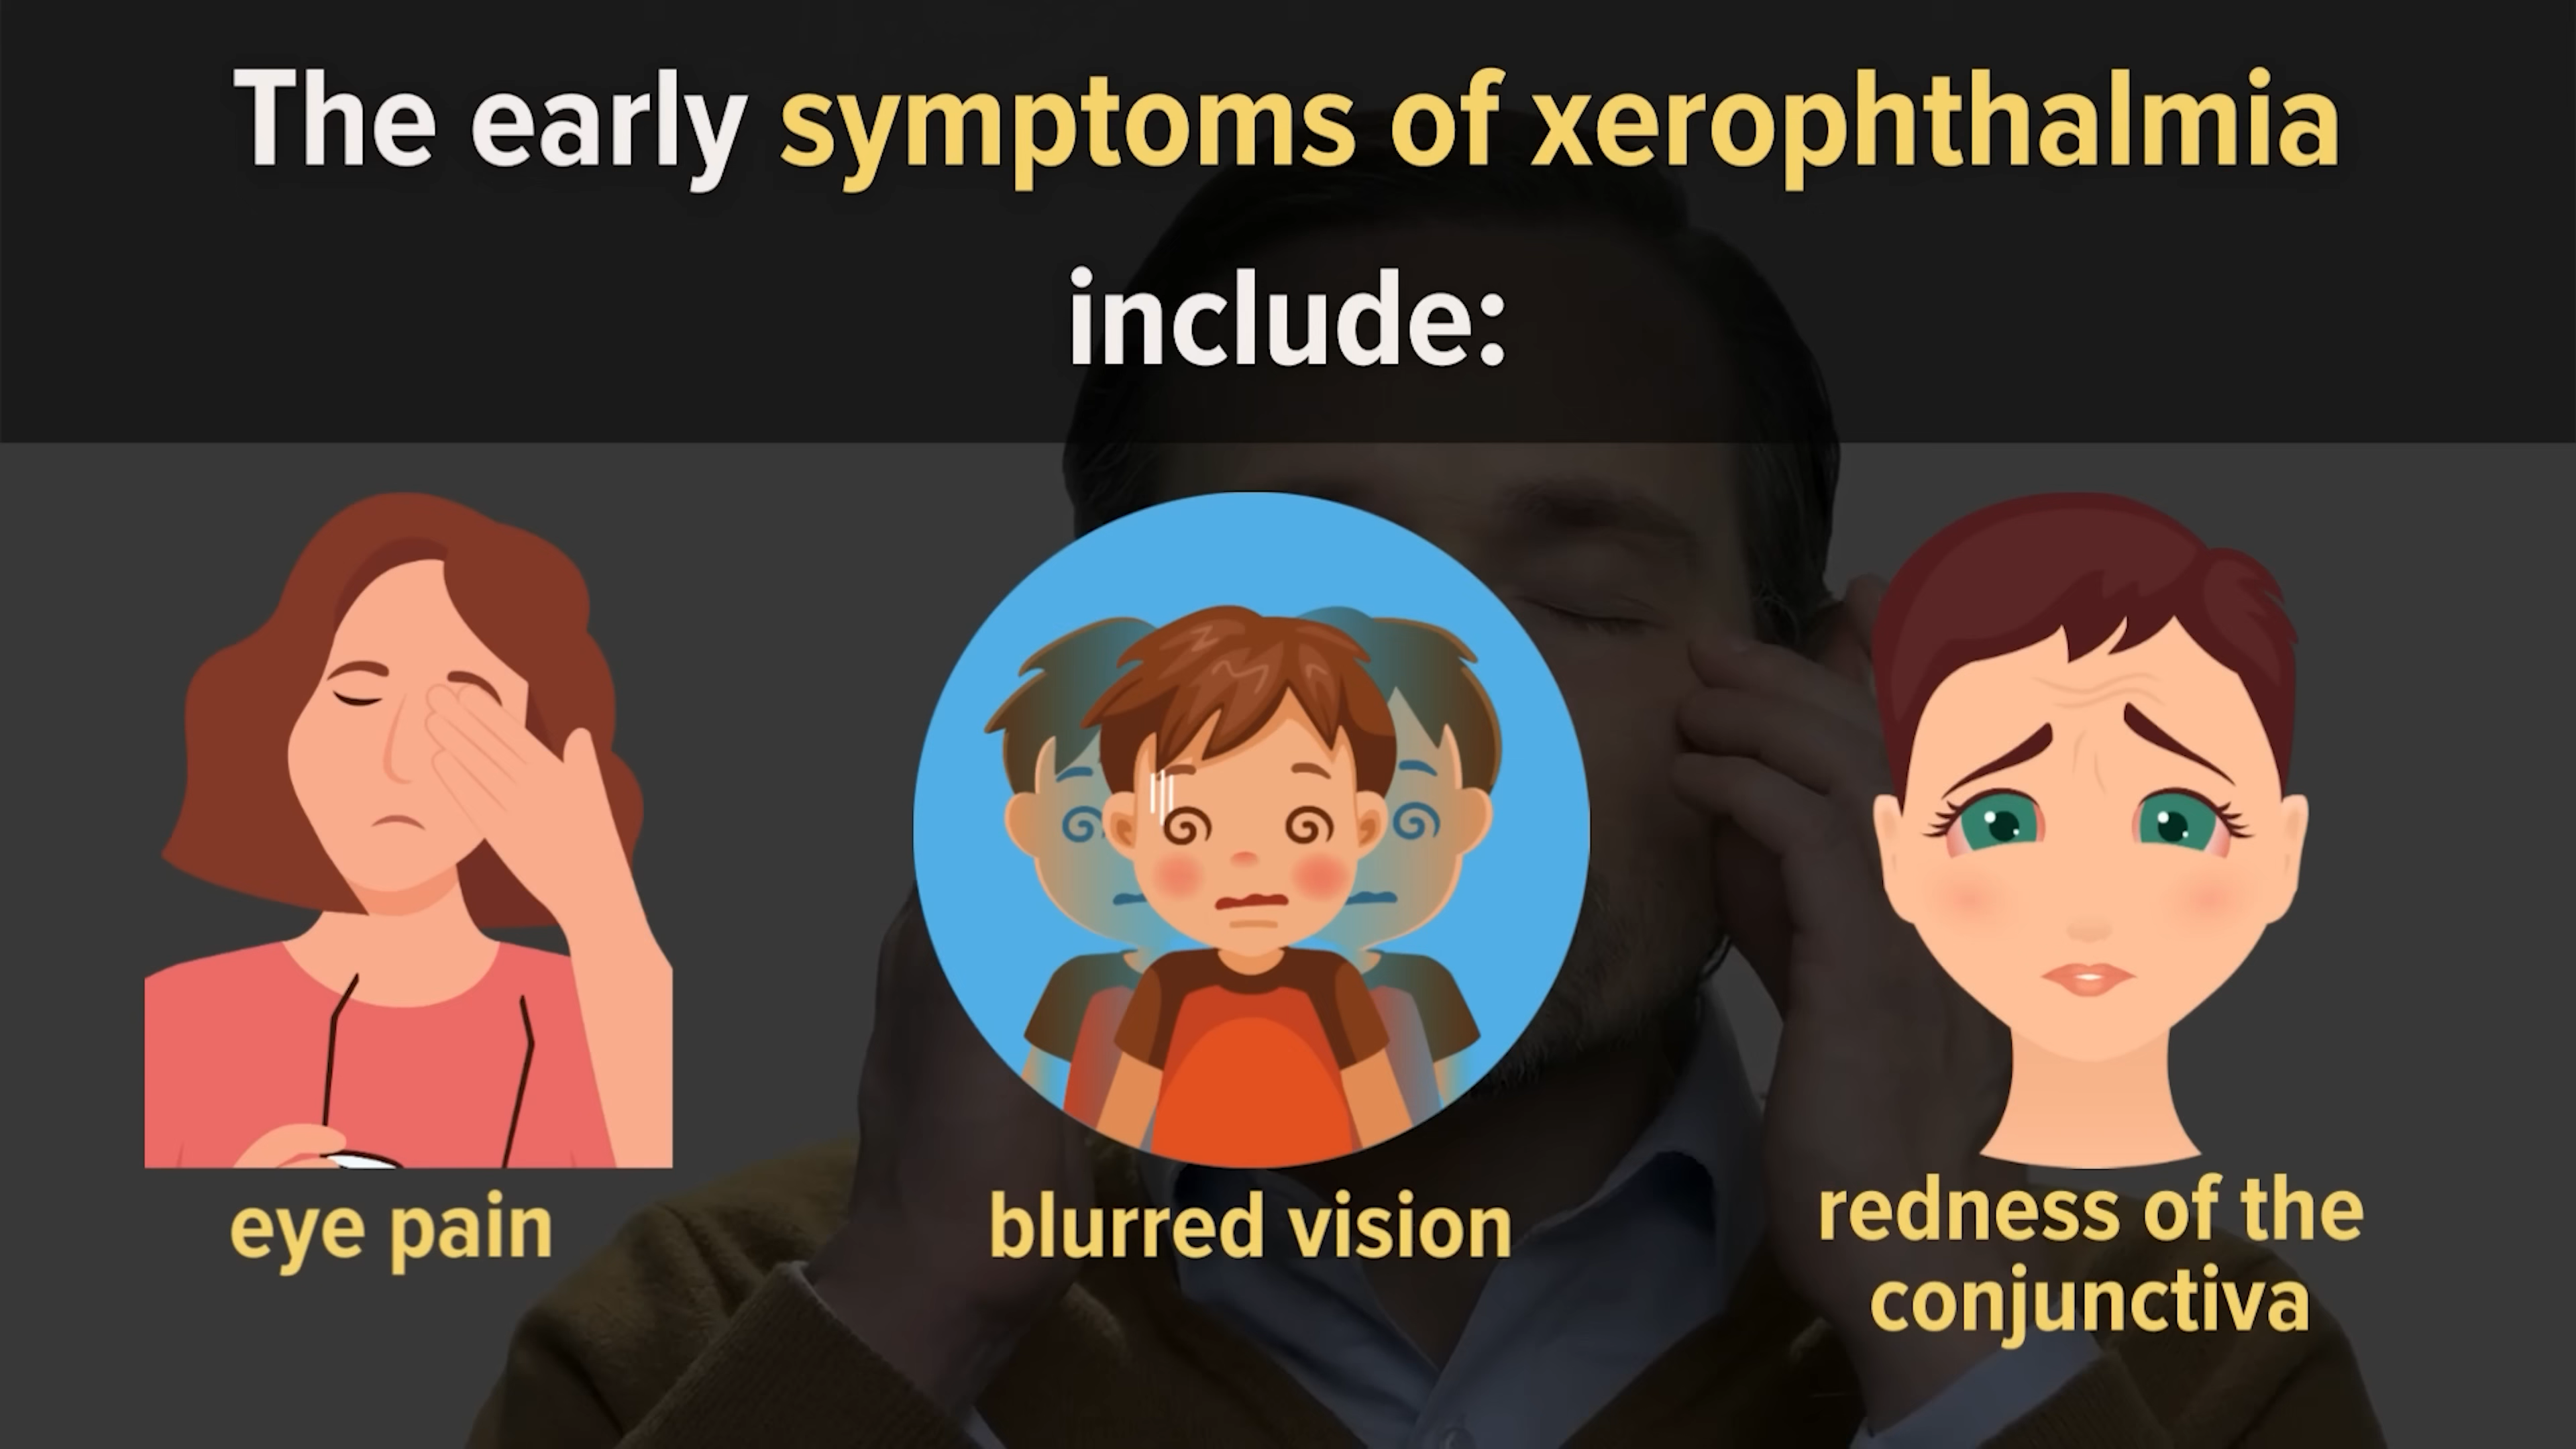 The early symptoms of xerophthalmia
include:
eye pain
blurred vision
redness of the
conjunctiva